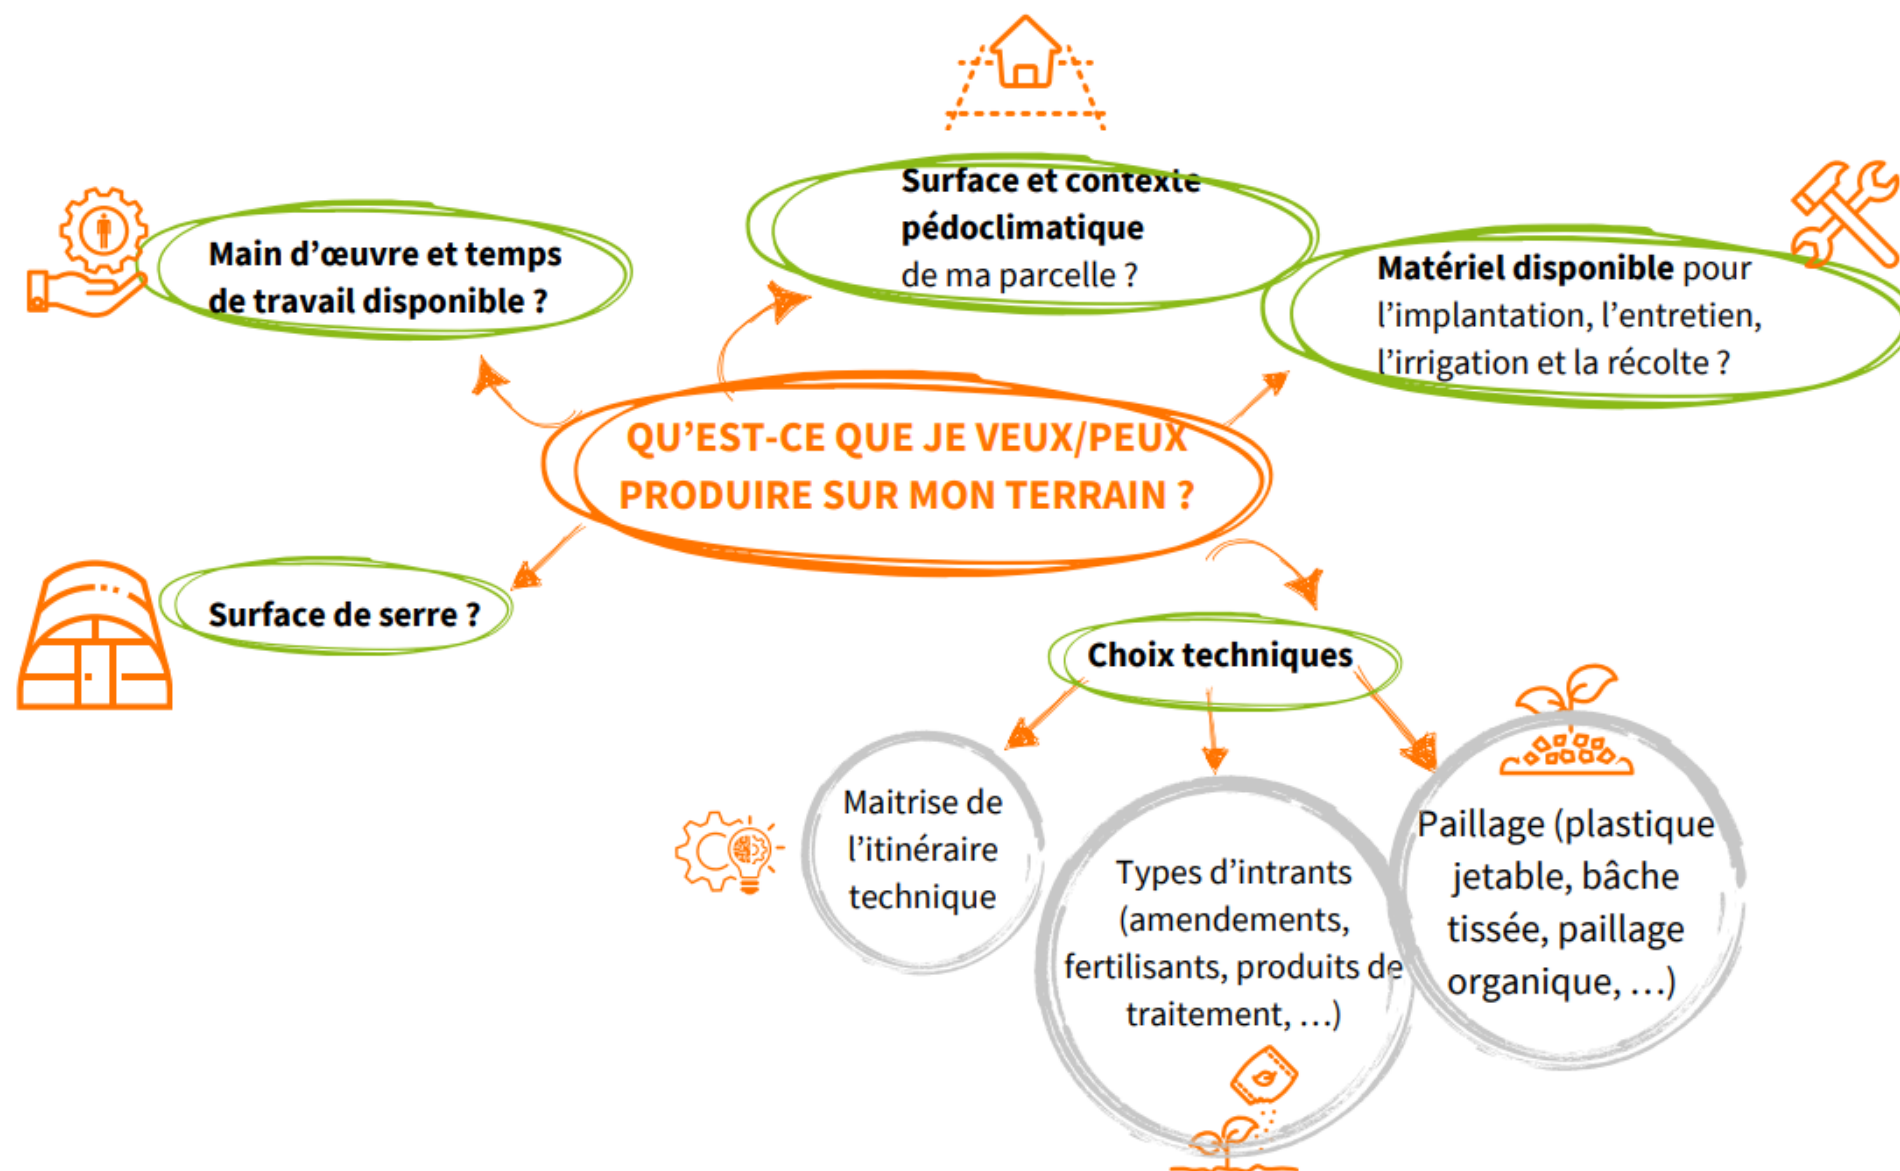 Surface et contexte
pédoclimatique
de ma parcelle ?
Main d’œuvre et temps
de travail disponible ?
Matériel disponible pour
l’implantation, l’entretien,
l’irrigation et la récolte ?
QU’EST-CE QUE JE VEUX/PEUX
PRODUIRE SUR MON TERRAIN ?
Surface de serre ?
Choix techniques
Maitrise de
l’itinéraire
technique
Types d’intrants
(amendements,
fertilisants, produits de
traitement, …)
Paillage (plastique
jetable, bâche
tissée, paillage
organique, …)